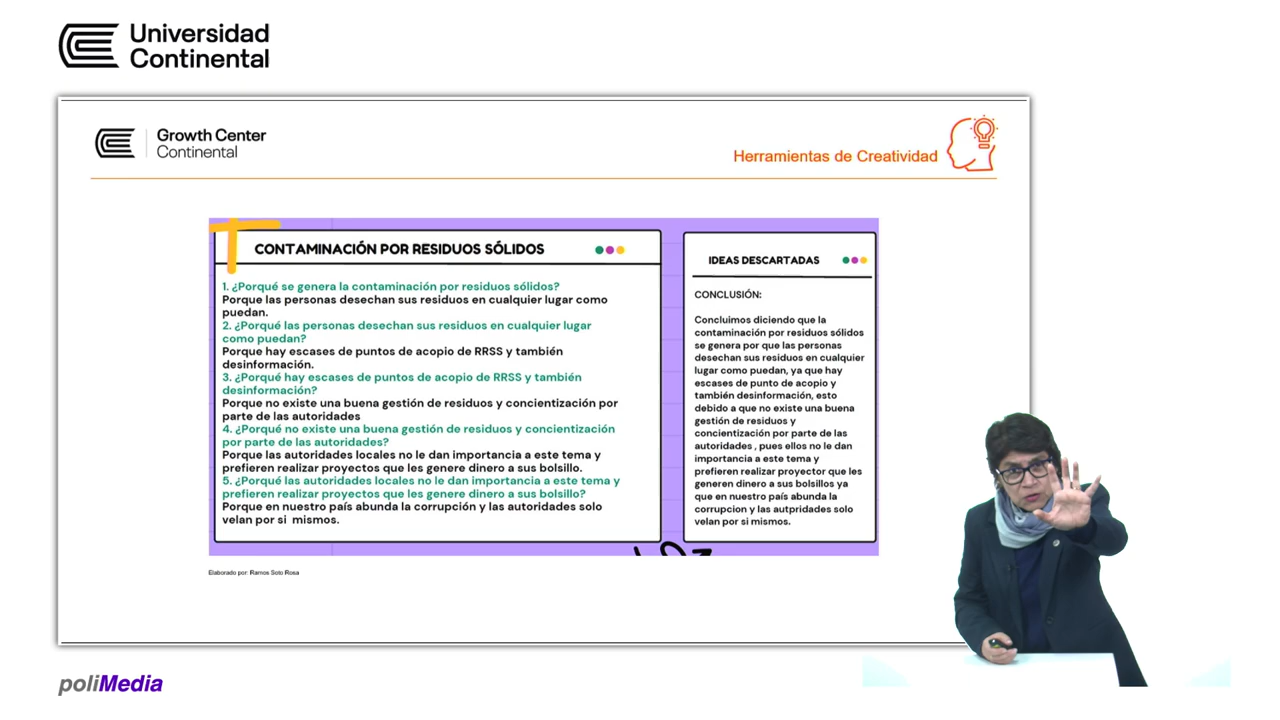 Universidad
Continental
Growth Center
Continental
Herramientas de Creatividad
CONTAMINACIÓN POR RESIDUOS SÓLIDOS
1. ¿Porqué se genera la contaminación por residuos sólidos?
Porque las personas desechan sus residuos en cualquier lugar como
puedan.
2. ¿Porqué las personas desechan sus residuos en cualquier lugar
como puedan?
Porque hay escases de puntos de acopio de RRSS y también
desinformación.
3. ¿Porqué hay escases de puntos de acopio de RRSS y también
desinformación?
Porque no existe una buena gestión de residuos y concientización por
parte de las autoridades
4. ¿Porqué no existe una buena gestión de residuos y concientización
por parte de las autoridades?
Porque las autoridades locales no le dan importancia a este tema y
prefieren realizar proyectos que les genere dinero a sus bolsillo.
5. ¿Porqué las autoridades locales no le dan importancia a este tema y
prefieren realizar proyectos que les genere dinero a sus bolsillo?
Porque en nuestro país abunda la corrupción y las autoridades solo
velan por si mismos.
IDEAS DESCARTADAS
CONCLUSIÓN:
Concluimos diciendo que la
contaminación por residuos sólidos
se genera por que las personas
desechan sus residuos en cualquier
lugar como puedan, ya que hay
escases de punto de acopio y
también desinformación, esto
debido a que no existe una buena
gestión de residuos y
concientización por parte de las
autoridades , pues ellos no le dan
importancia a este tema y
prefieren realizar proyector que les
generen dinero a sus bolsillos ya
que en nuestro país abunda la
corrupcion y las autpridades solo
velan por si mismos.
Elaborado por: Ramos Soto Rosa
poliMedia